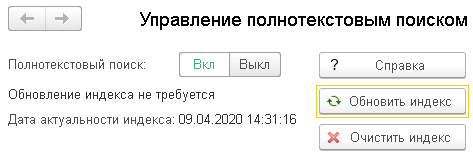 Управление полнотекстовым поиском
Полнотекстовый поиск: Вкл Выкл ? Справка
Обновление индекса не требуется Обновить индекс
Дата актуальности индекса: 09.04.2020 14:31:16 Очистить индекс